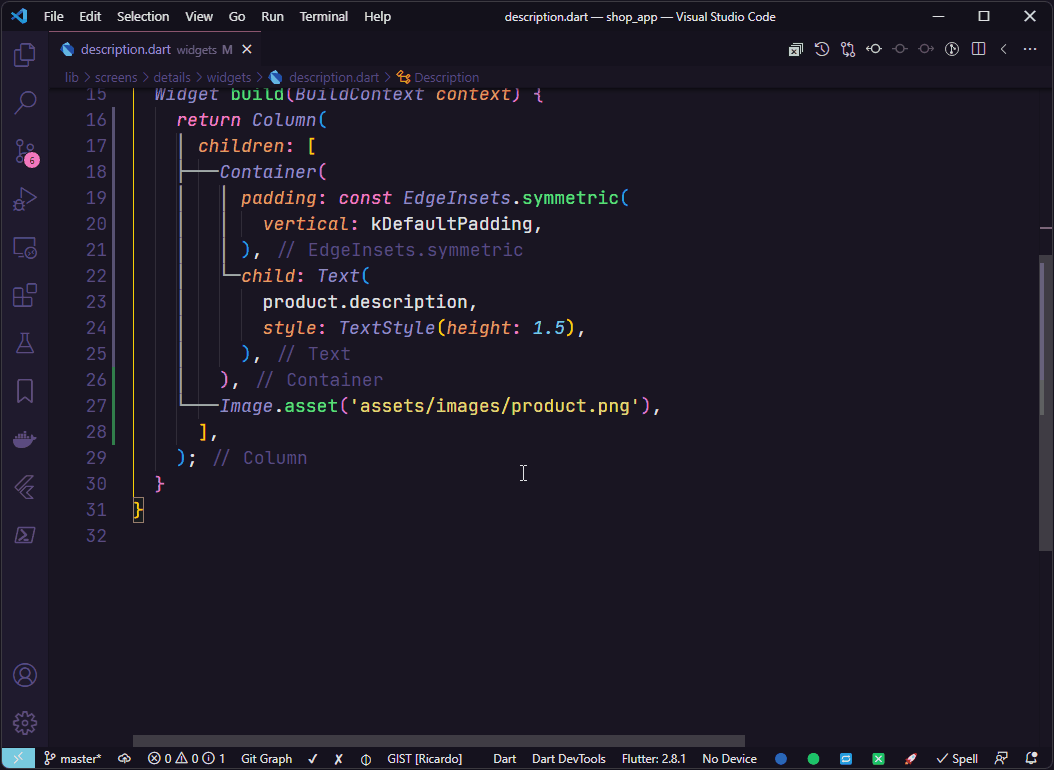 File Edit Selection View Go Run Terminal Help description.dart — shop_app — Visual Studio Code
description.dart widgets M
lib > screens > details > widgets > description.dart > Description
15 Widget build(BuildContext context) {
16 return Column(
17 children: [
18 Container(
19 padding: const EdgeInsets.symmetric(
20 vertical: kDefaultPadding,
21 ), // EdgeInsets.symmetric
22 child: Text(
23 product.description,
24 style: TextStyle(height: 1.5),
25 ), // Text
26 ), // Container
27 Image.asset('assets/images/product.png'),
28 ],
29 ); // Column
30 }
31 }
32
6
master* 0 0 1 Git Graph GIST [Ricardo] Dart Dart DevTools Flutter: 2.8.1 No Device Spell